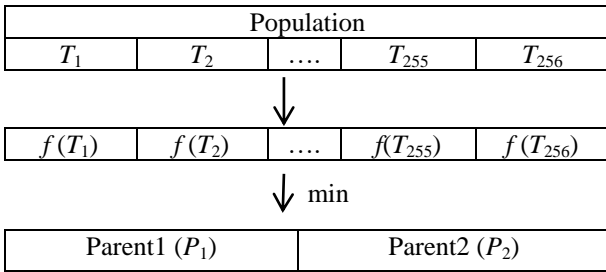 Population
T₁ T₂ …. T₂₅₅ T₂₅₆
f (T₁) f (T₂) …. f(T₂₅₅) f (T₂₅₆)
min
Parent1 (P₁) Parent2 (P₂)